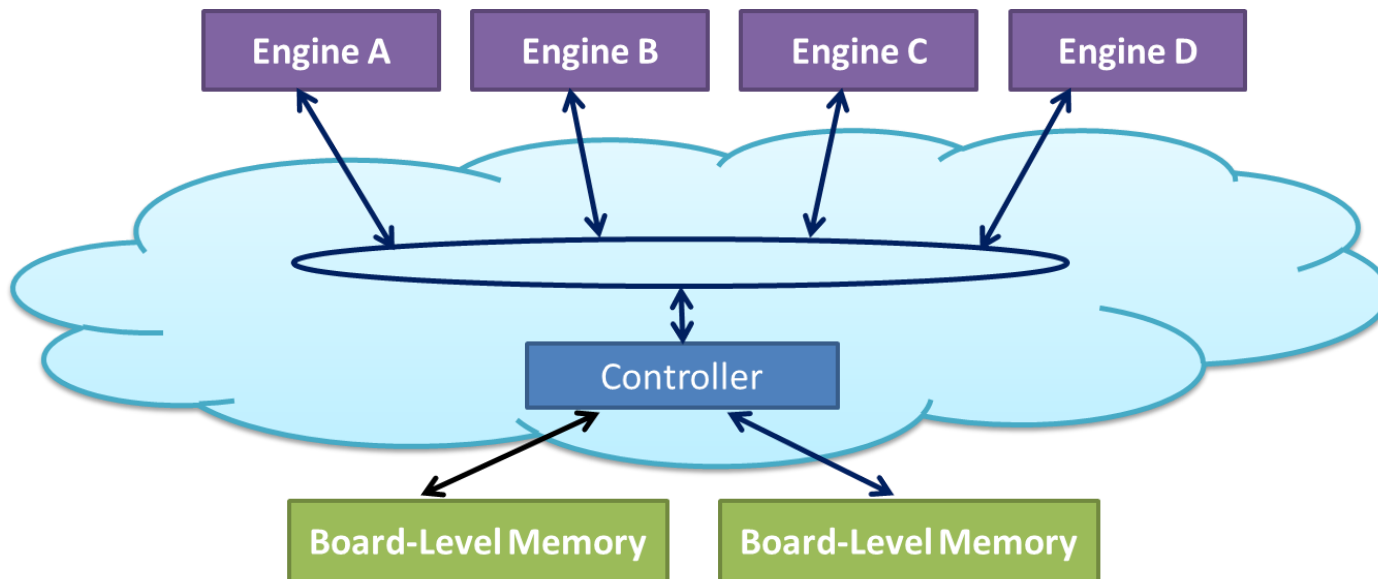 Engine A
Engine B
Engine C
Engine D
Controller
Board-Level Memory
Board-Level Memory